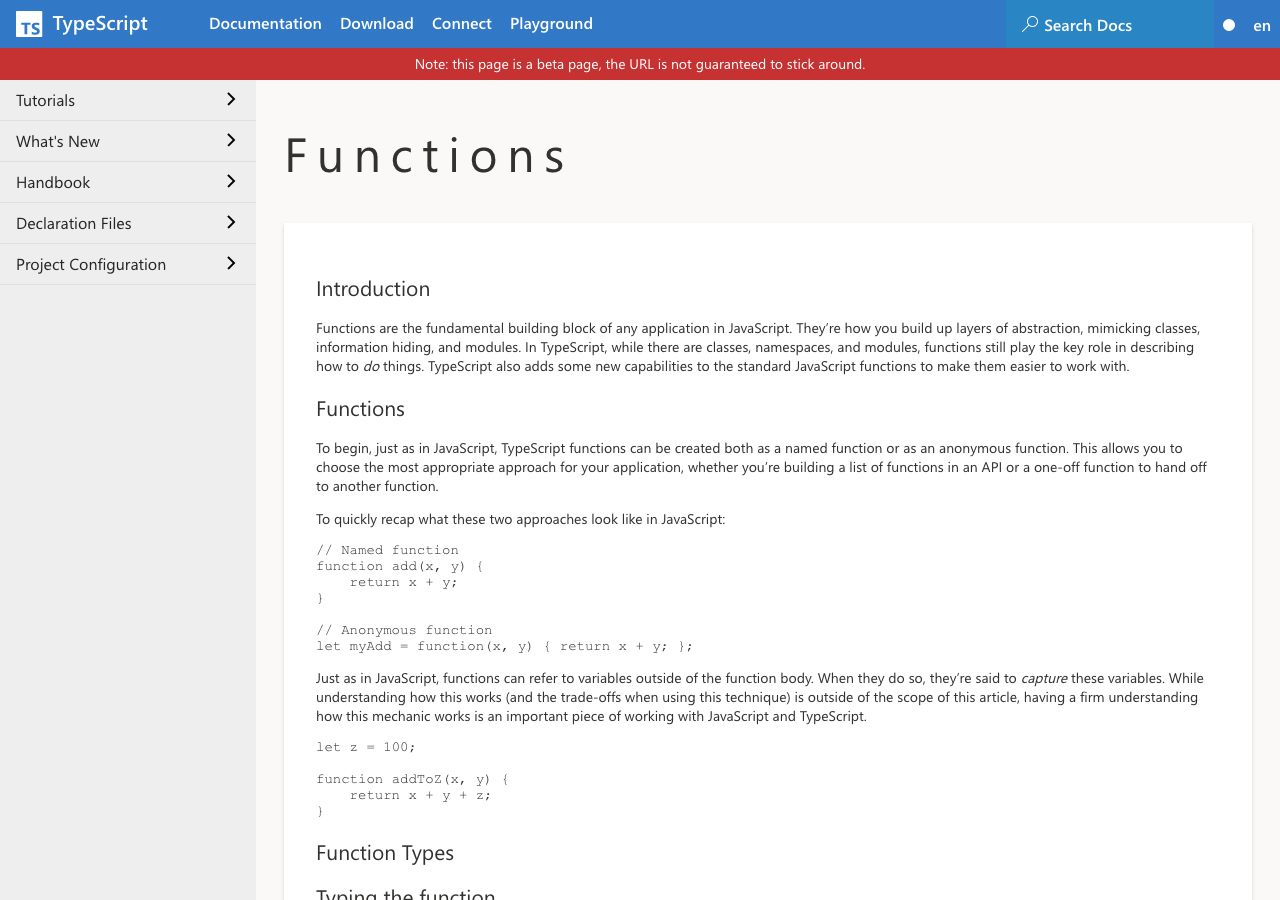 TS TypeScript Documentation Download Connect Playground Search Docs en
Note: this page is a beta page, the URL is not guaranteed to stick around.
Tutorials
What's New
Handbook
Declaration Files
Project Configuration
Functions
Introduction
Functions are the fundamental building block of any application in JavaScript. They’re how you build up layers of abstraction, mimicking classes,
information hiding, and modules. In TypeScript, while there are classes, namespaces, and modules, functions still play the key role in describing
how to do things. TypeScript also adds some new capabilities to the standard JavaScript functions to make them easier to work with.
Functions
To begin, just as in JavaScript, TypeScript functions can be created both as a named function or as an anonymous function. This allows you to
choose the most appropriate approach for your application, whether you’re building a list of functions in an API or a one-off function to hand off
to another function.
To quickly recap what these two approaches look like in JavaScript:
// Named function
function add(x, y) {
    return x + y;
}
// Anonymous function
let myAdd = function(x, y) { return x + y; };
Just as in JavaScript, functions can refer to variables outside of the function body. When they do so, they’re said to capture these variables. While
understanding how this works (and the trade-offs when using this technique) is outside of the scope of this article, having a firm understanding
how this mechanic works is an important piece of working with JavaScript and TypeScript.
let z = 100;
function addToZ(x, y) {
    return x + y + z;
}
Function Types
Typing the function